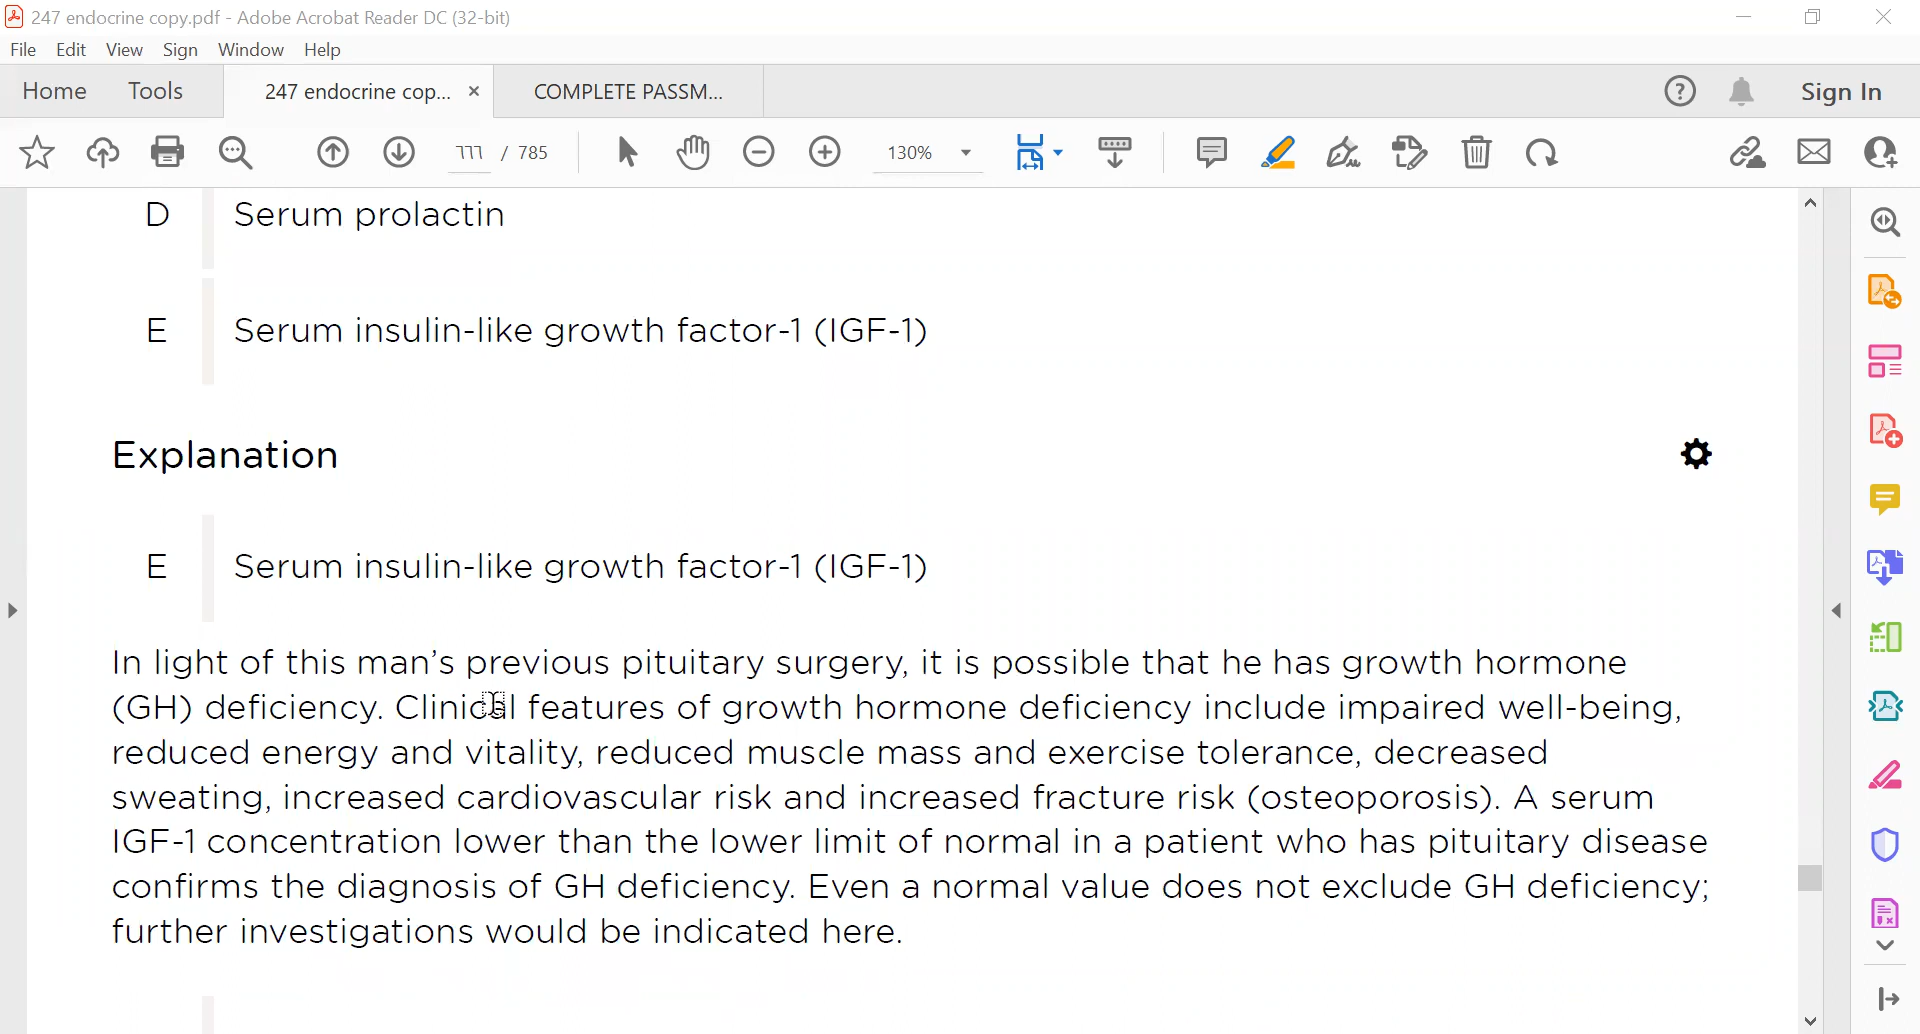 247 endocrine copy.pdf - Adobe Acrobat Reader DC (32-bit)
File Edit View Sign Window Help
Home Tools 247 endocrine cop... × COMPLETE PASSM... Sign In
/ 785 130%
D Serum prolactin
E Serum insulin-like growth factor-1 (IGF-1)
Explanation
E Serum insulin-like growth factor-1 (IGF-1)
In light of this man’s previous pituitary surgery, it is possible that he has growth hormone
(GH) deficiency. Clinical features of growth hormone deficiency include impaired well-being,
reduced energy and vitality, reduced muscle mass and exercise tolerance, decreased
sweating, increased cardiovascular risk and increased fracture risk (osteoporosis). A serum
IGF-1 concentration lower than the lower limit of normal in a patient who has pituitary disease
confirms the diagnosis of GH deficiency. Even a normal value does not exclude GH deficiency;
further investigations would be indicated here.